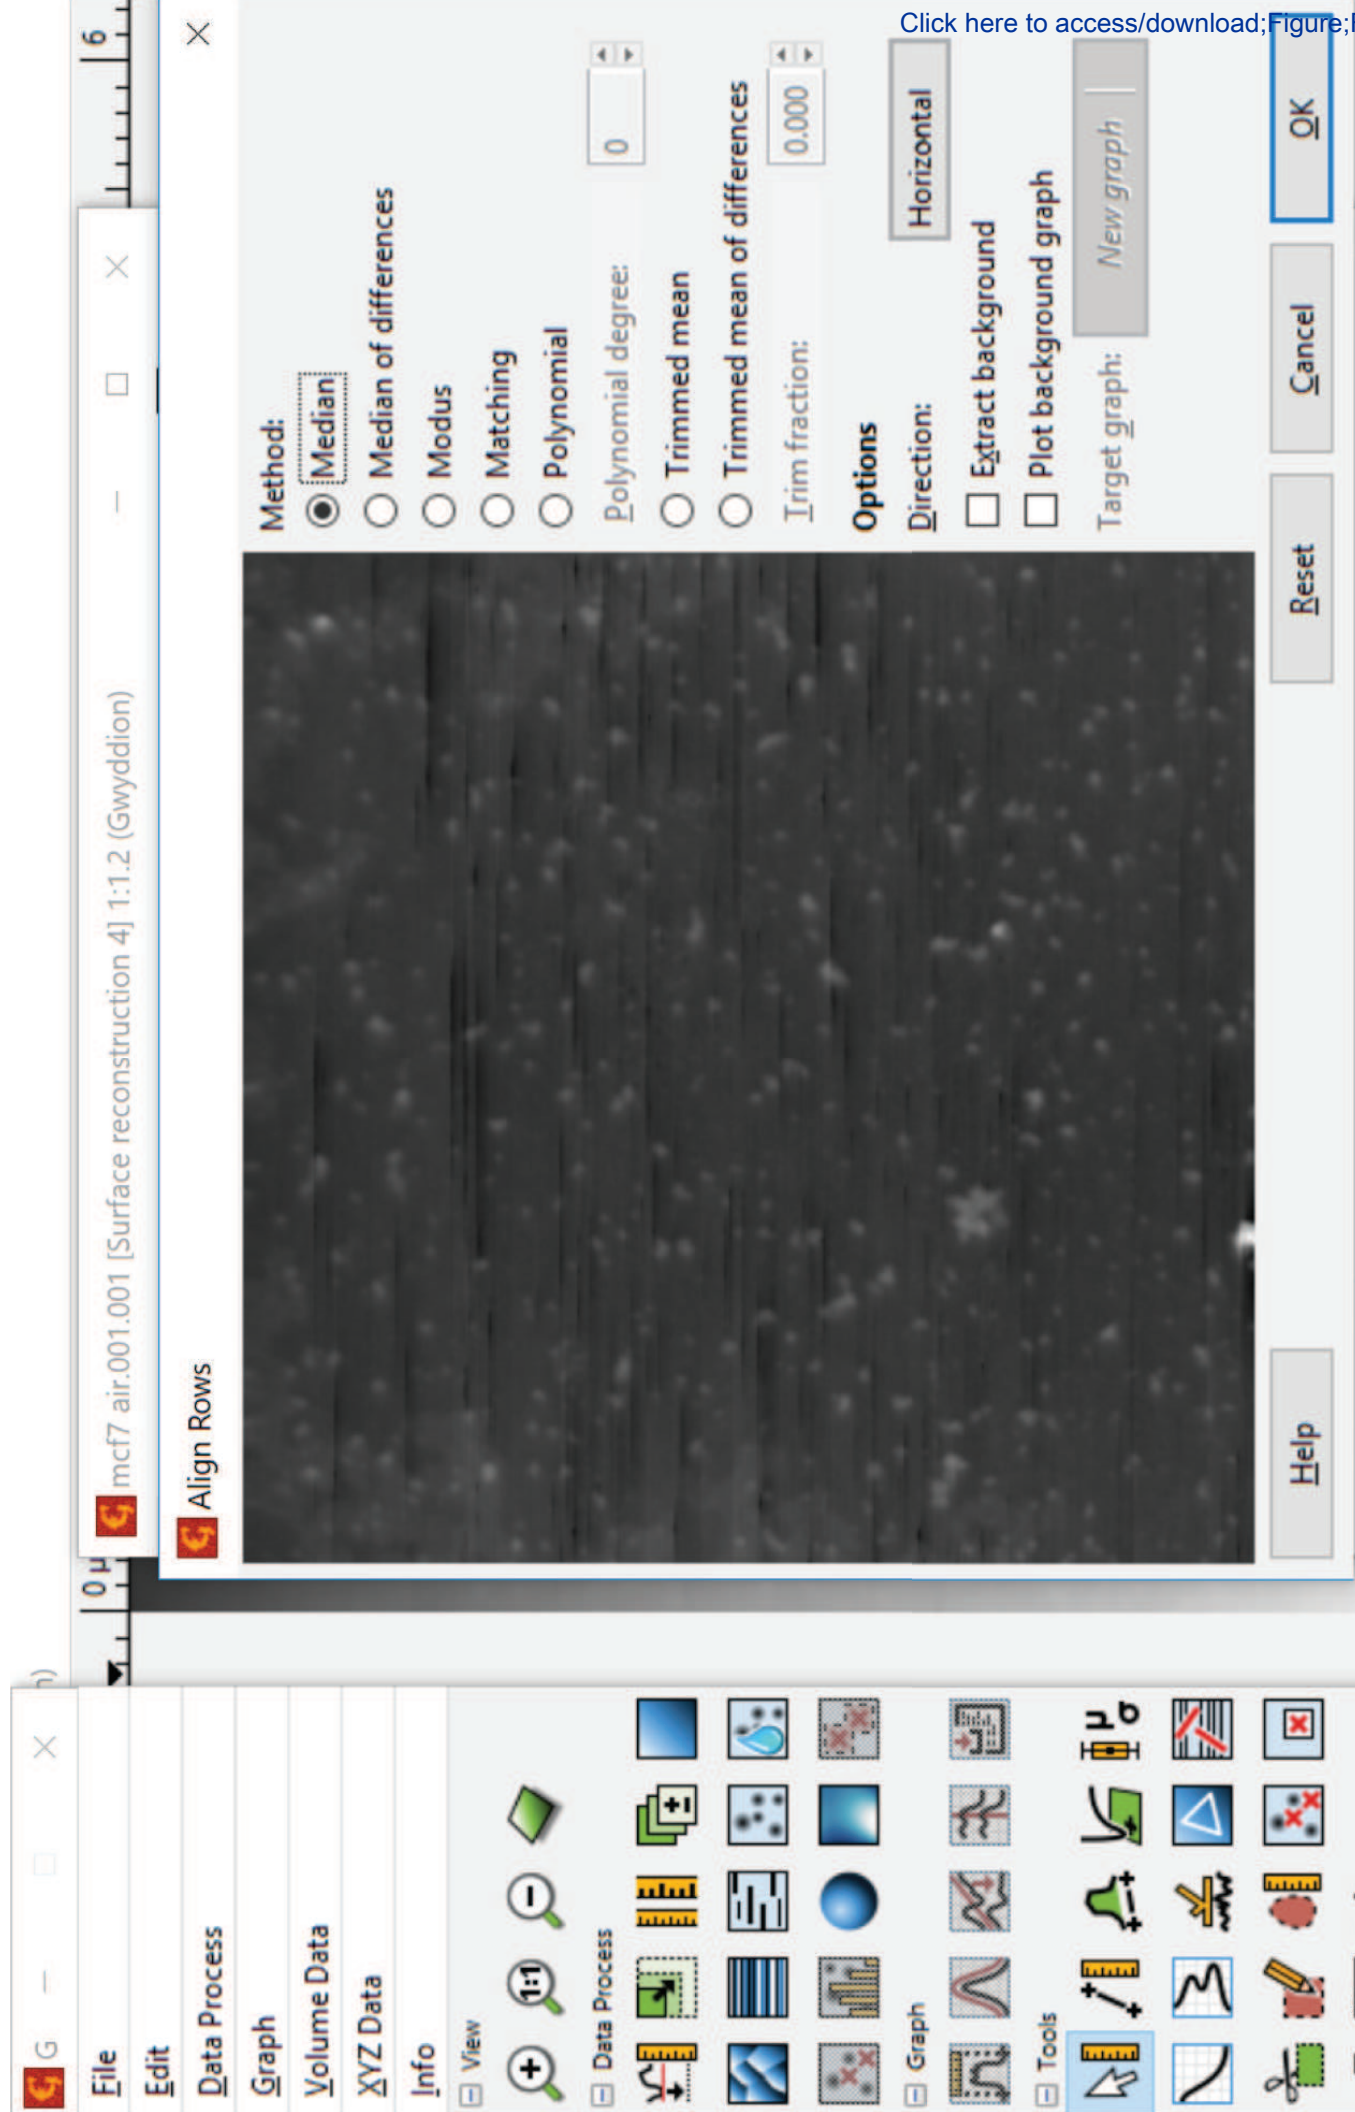 Click here to access/download;Figure;F
G
File
Edit
Data Process
Graph
Volume Data
XYZ Data
Info
View
1:1
Data Process
Graph
Tools
μ
σ
0 μ
6
mcf7 air.001.001 [Surface reconstruction 4] 1:1.2 (Gwyddion)
Align Rows
Method:
Median
Median of differences
Modus
Matching
Polynomial
Polynomial degree: 0
Trimmed mean
Trimmed mean of differences
Trim fraction: 0.000
Options
Direction: Horizontal
Extract background
Plot background graph
Target graph: New graph
Help
Reset
Cancel
OK